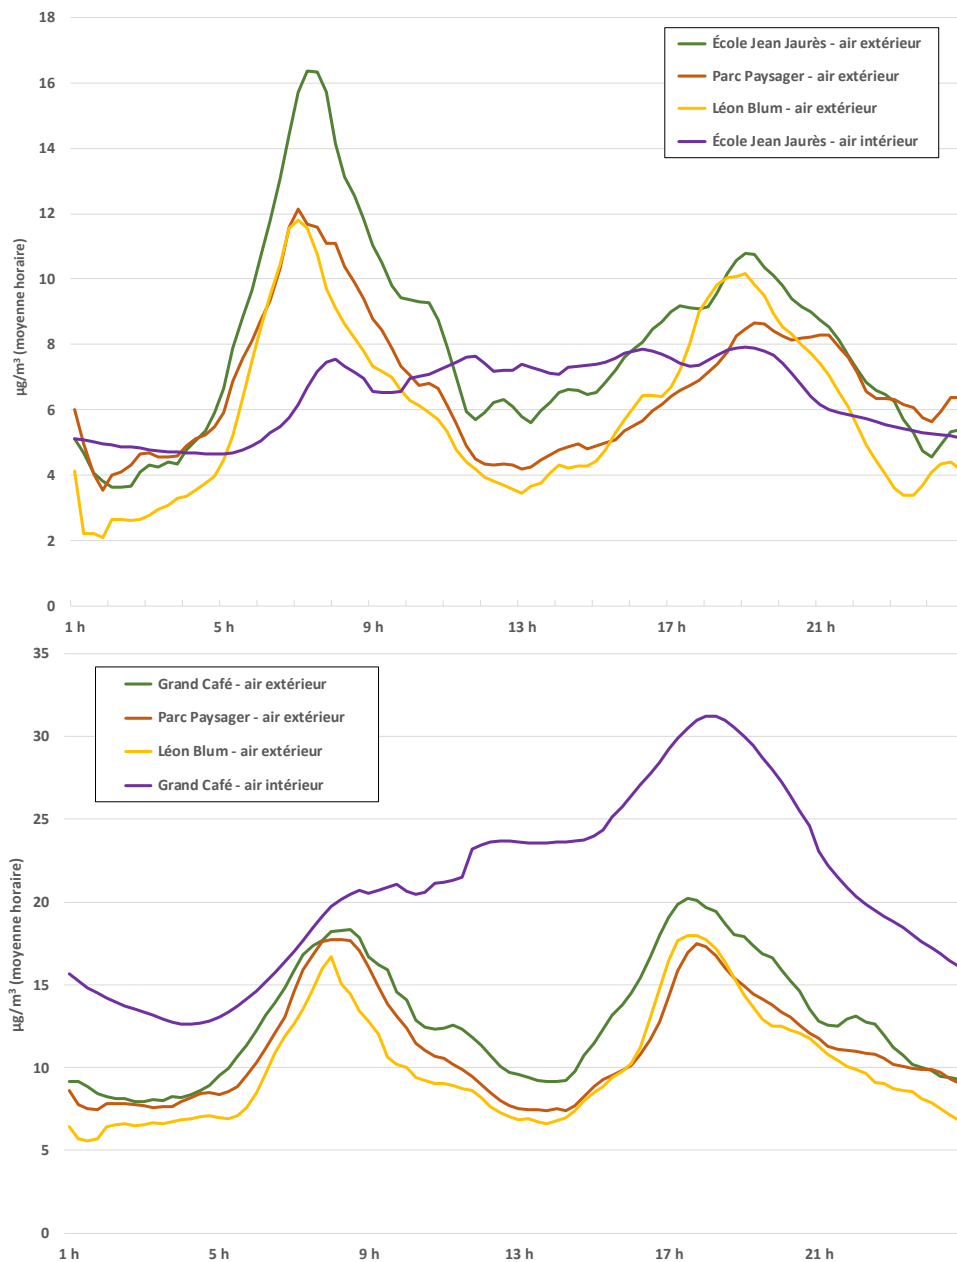 18
16
14
12
10
8
6
4
2
0
µg/m³ (moyenne horaire)
École Jean Jaurès - air extérieur
Parc Paysager - air extérieur
Léon Blum - air extérieur
École Jean Jaurès - air intérieur
1 h 5 h 9 h 13 h 17 h 21 h
35
30
25
20
15
10
5
0
µg/m³ (moyenne horaire)
Grand Café - air extérieur
Parc Paysager - air extérieur
Léon Blum - air extérieur
Grand Café - air intérieur
1 h 5 h 9 h 13 h 17 h 21 h